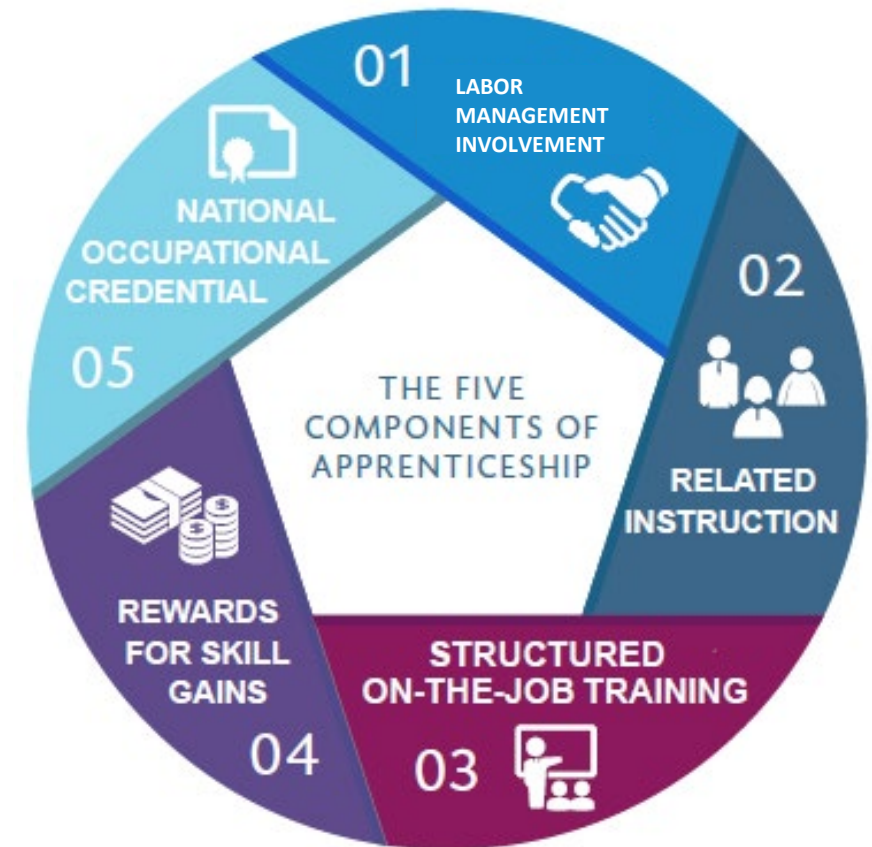 THE FIVE
COMPONENTS OF
APPRENTICESHIP
01
LABOR
MANAGEMENT
INVOLVEMENT
02
RELATED
INSTRUCTION
STRUCTURED
ON-THE-JOB TRAINING
03
REWARDS
FOR SKILL
GAINS
04
NATIONAL
OCCUPATIONAL
CREDENTIAL
05